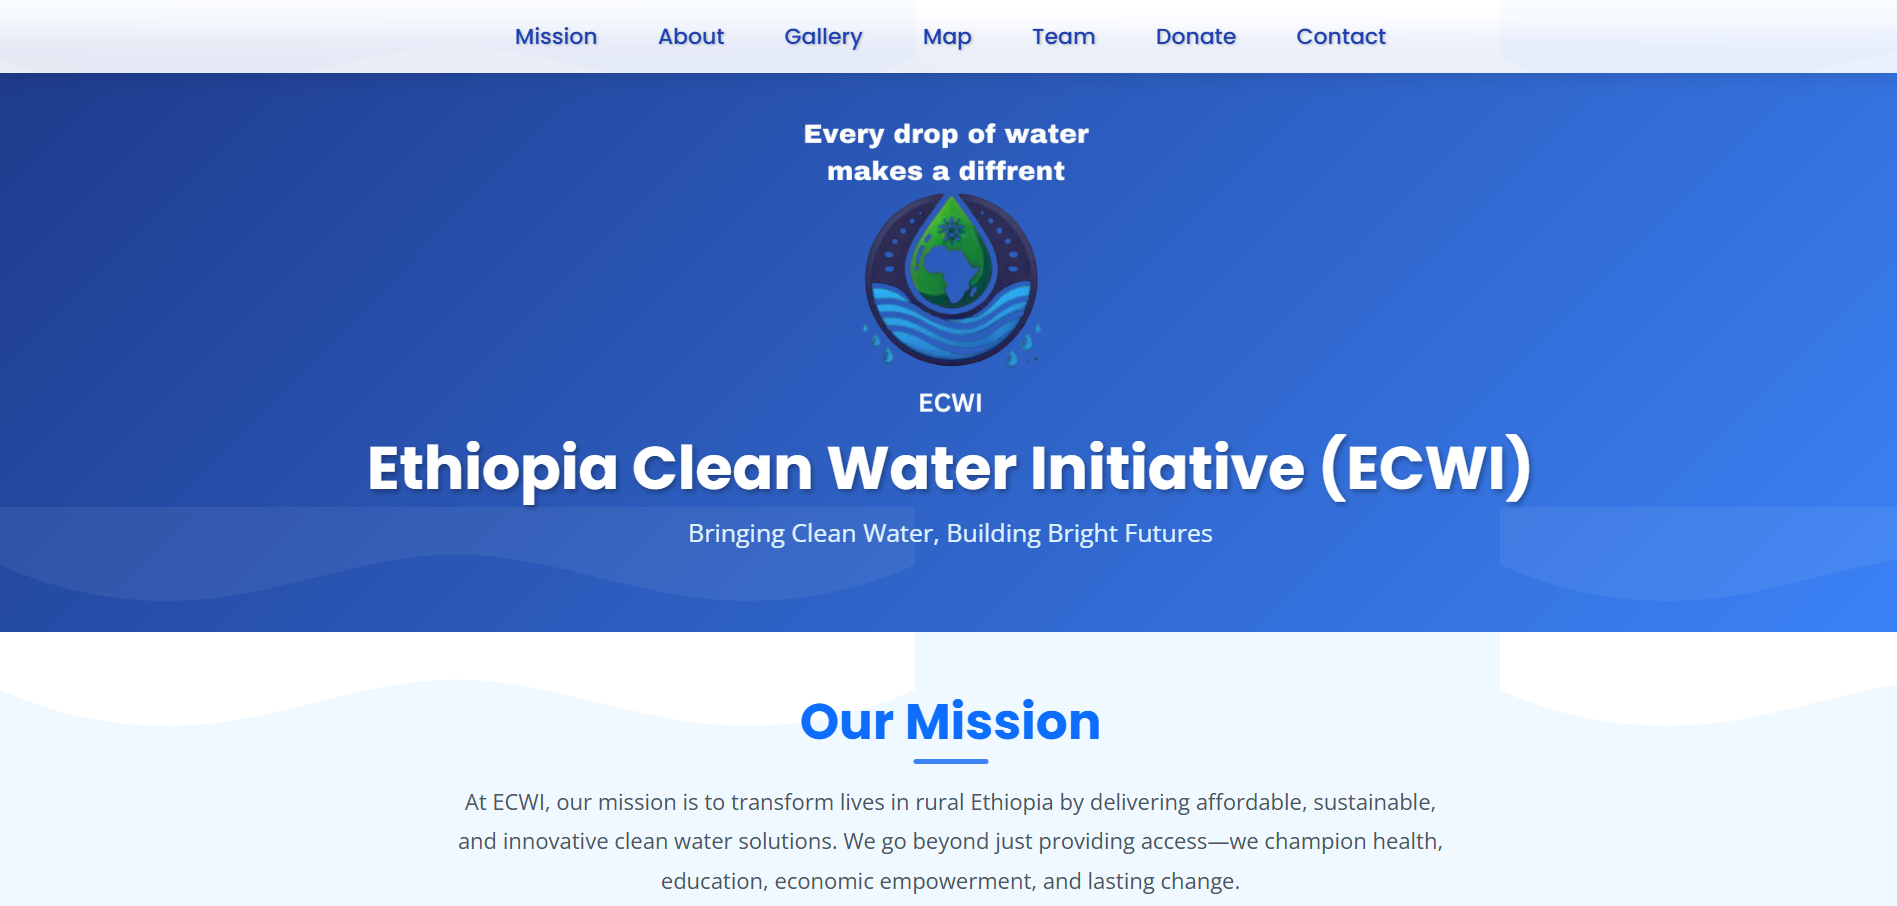 Mission About Gallery Map Team Donate Contact
Every drop of water
makes a diffrent
ECWI
Ethiopia Clean Water Initiative (ECWI)
Bringing Clean Water, Building Bright Futures
Our Mission
At ECWI, our mission is to transform lives in rural Ethiopia by delivering affordable, sustainable,
and innovative clean water solutions. We go beyond just providing access—we champion health,
education, economic empowerment, and lasting change.